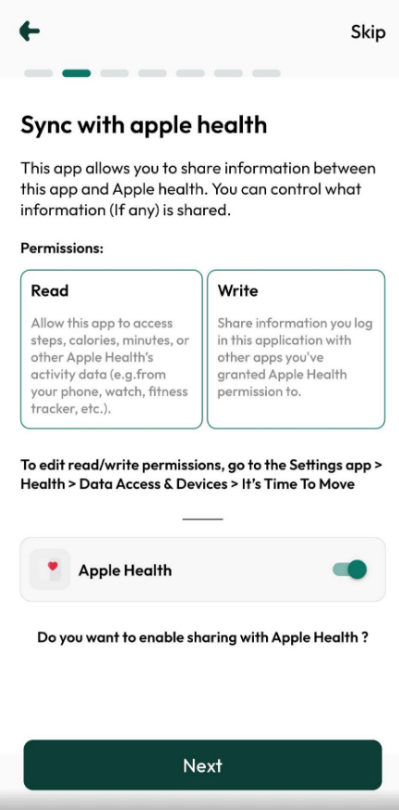 Skip
Sync with apple health
This app allows you to share information between
this app and Apple health. You can control what
information (If any) is shared.
Permissions:
Read
Allow this app to access
steps, calories, minutes, or
other Apple Health's
activity data (e.g.from
your phone, watch, fitness
tracker, etc.).
Write
Share information you log
in this application with
other apps you've
granted Apple Health
permission to.
To edit read/write permissions, go to the Settings app >
Health > Data Access & Devices > It's Time To Move
Apple Health
Do you want to enable sharing with Apple Health ?
Next